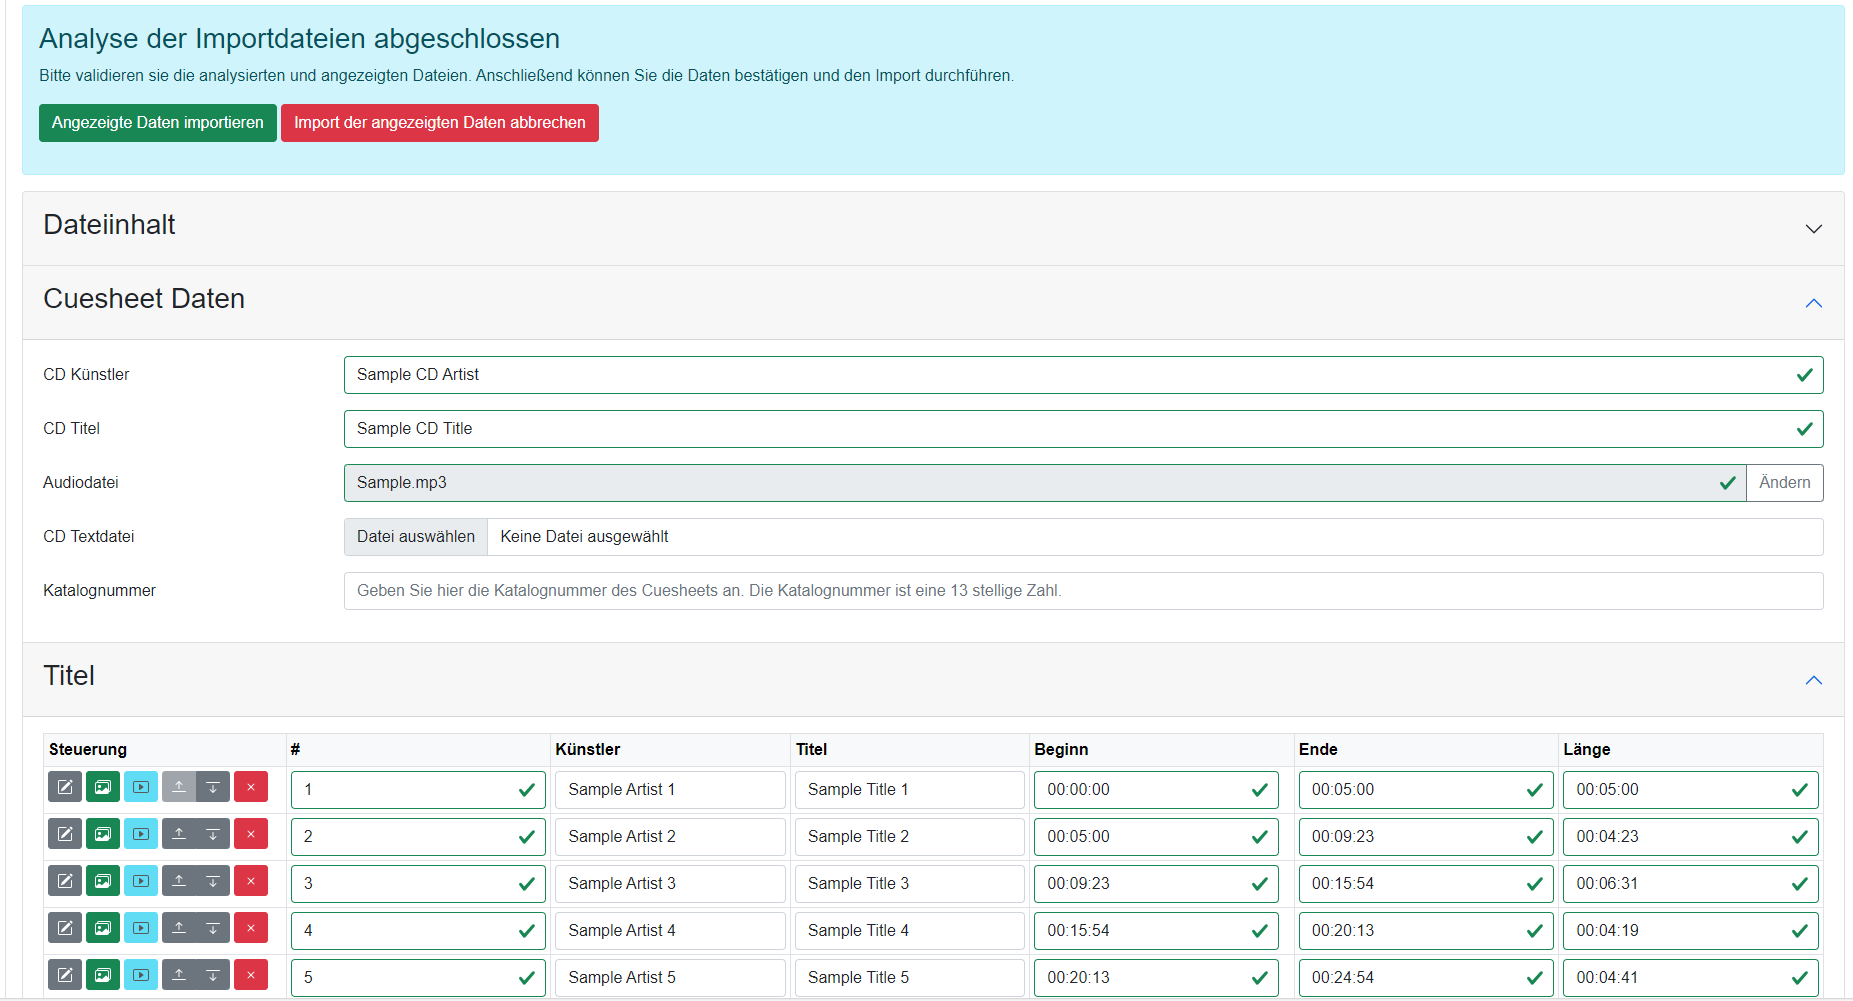 Analyse der Importdateien abgeschlossen
Bitte validieren sie die analysierten und angezeigten Dateien. Anschließend können Sie die Daten bestätigen und den Import durchführen.
Angezeigte Daten importieren Import der angezeigten Daten abbrechen
Dateiinhalt
Cuesheet Daten
CD Künstler Sample CD Artist
CD Titel Sample CD Title
Audiodatei Sample.mp3 Ändern
CD Textdatei Datei auswählen Keine Datei ausgewählt
Katalognummer Geben Sie hier die Katalognummer des Cuesheets an. Die Katalognummer ist eine 13 stellige Zahl.
Titel
Steuerung # Künstler Titel Beginn Ende Länge
1 Sample Artist 1 Sample Title 1 00:00:00 00:05:00 00:05:00
2 Sample Artist 2 Sample Title 2 00:05:00 00:09:23 00:04:23
3 Sample Artist 3 Sample Title 3 00:09:23 00:15:54 00:06:31
4 Sample Artist 4 Sample Title 4 00:15:54 00:20:13 00:04:19
5 Sample Artist 5 Sample Title 5 00:20:13 00:24:54 00:04:41